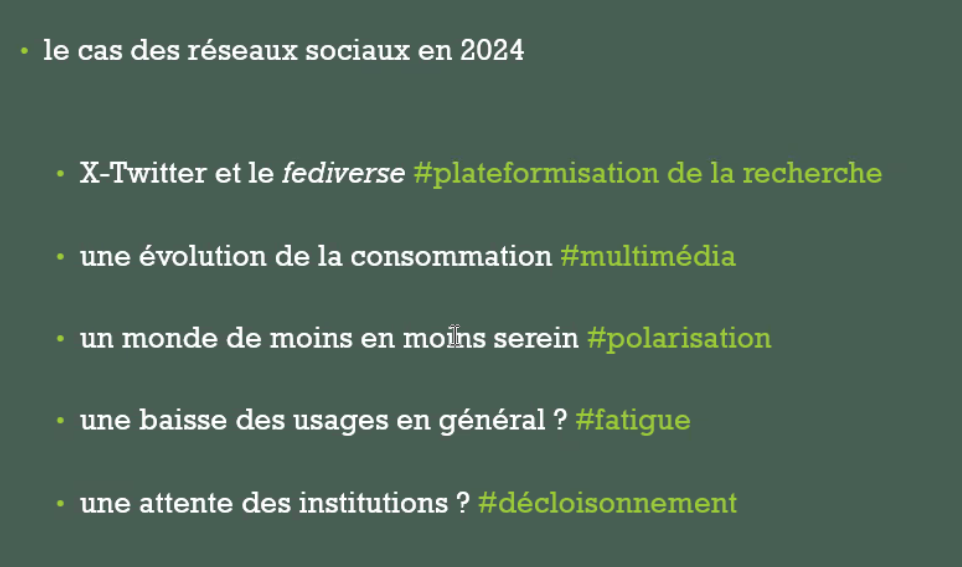 • le cas des réseaux sociaux en 2024
• X-Twitter et le fediverse #plateformisation de la recherche
• une évolution de la consommation #multimédia
• un monde de moins en moins serein #polarisation
• une baisse des usages en général ? #fatigue
• une attente des institutions ? #décloisonnement